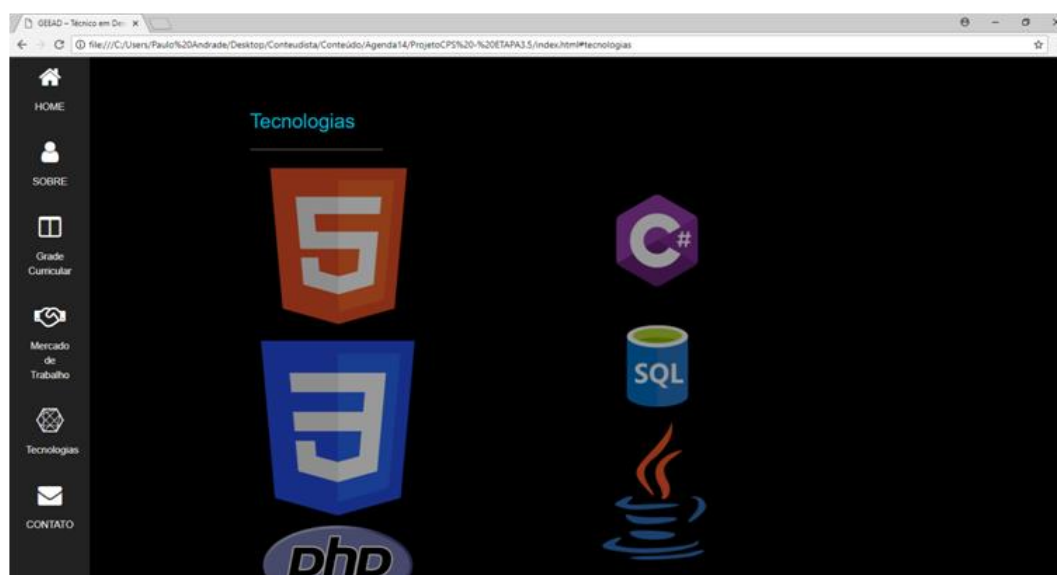 GEEAD – Técnico em De
file:///C:/Users/Paulo%20Andrade/Desktop/Conteudista/Conteúdo/Agenda14/ProjetoCPS%20-%20ETAPA3.5/index.html#tecnologias
HOME
SOBRE
Grade
Curricular
Mercado
de
Trabalho
Tecnologias
CONTATO
Tecnologias
5
C#
3
SQL
php